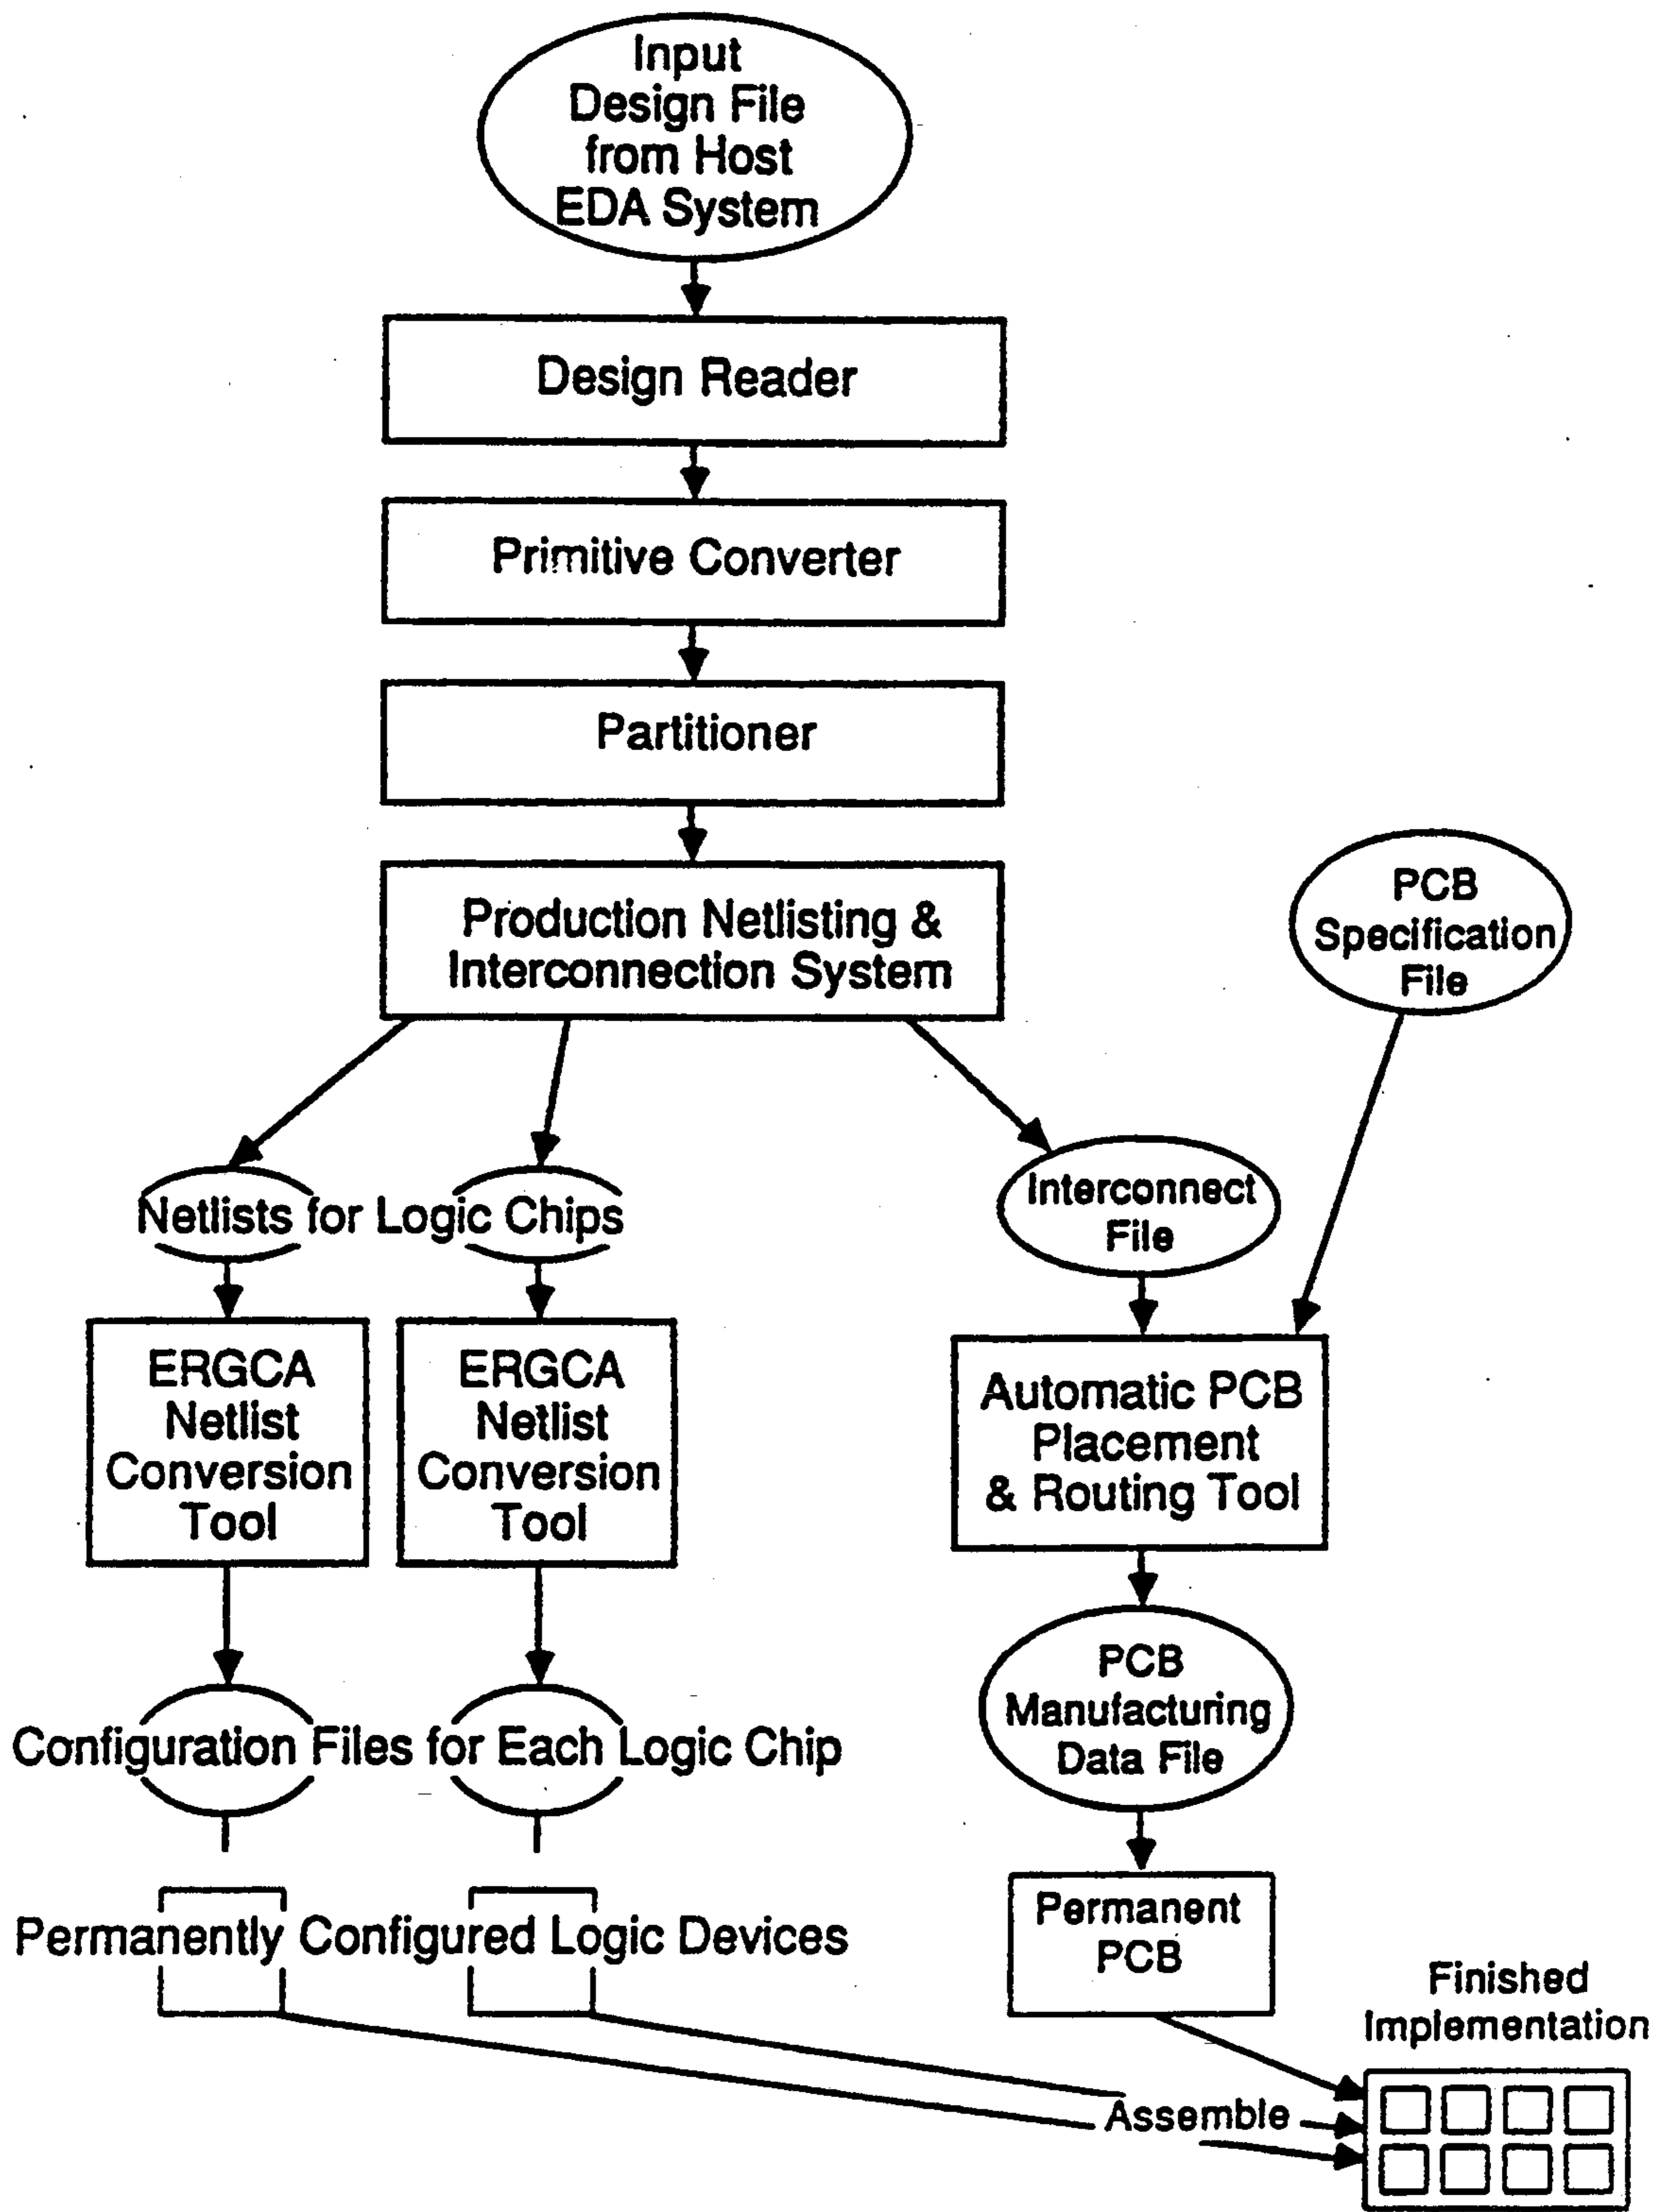 Input
Design File
from Host
EDA System
Design Reader
Primitive Converter
Partitioner
Production Netlisting &
Interconnection System
PCB
Specification
File
Netlists for Logic Chips
Interconnect
File
ERGCA
Netlist
Conversion
Tool
ERGCA
Netlist
Conversion
Tool
Automatic PCB
Placement
& Routing Tool
PCB
Manufacturing
Data File
Configuration Files for Each Logic Chip
Permanently Configured Logic Devices
Permanent
PCB
Finished
Implementation
Assemble